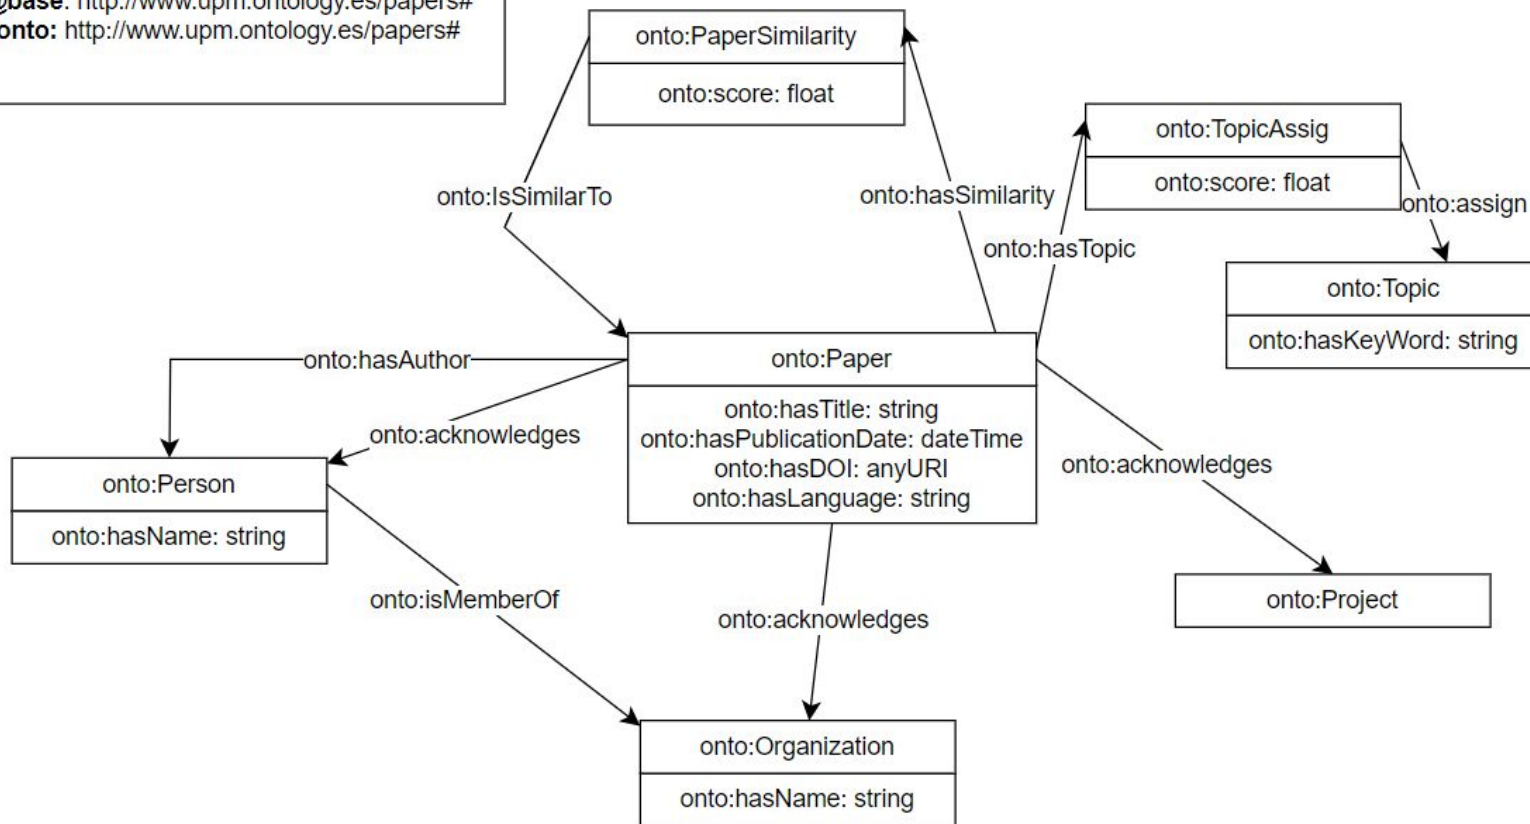 @base: http://www.upm.ontology.es/papers#
onto: http://www.upm.ontology.es/papers#
onto:PaperSimilarity
onto:score: float
onto:TopicAssig
onto:score: float
onto:IsSimilarTo
onto:hasSimilarity
onto:assign
onto:hasTopic
onto:Topic
onto:hasKeyWord: string
onto:hasAuthor
onto:Paper
onto:hasTitle: string
onto:hasPublicationDate: dateTime
onto:hasDOI: anyURI
onto:hasLanguage: string
onto:acknowledges
onto:acknowledges
onto:Person
onto:hasName: string
onto:isMemberOf
onto:acknowledges
onto:Project
onto:Organization
onto:hasName: string